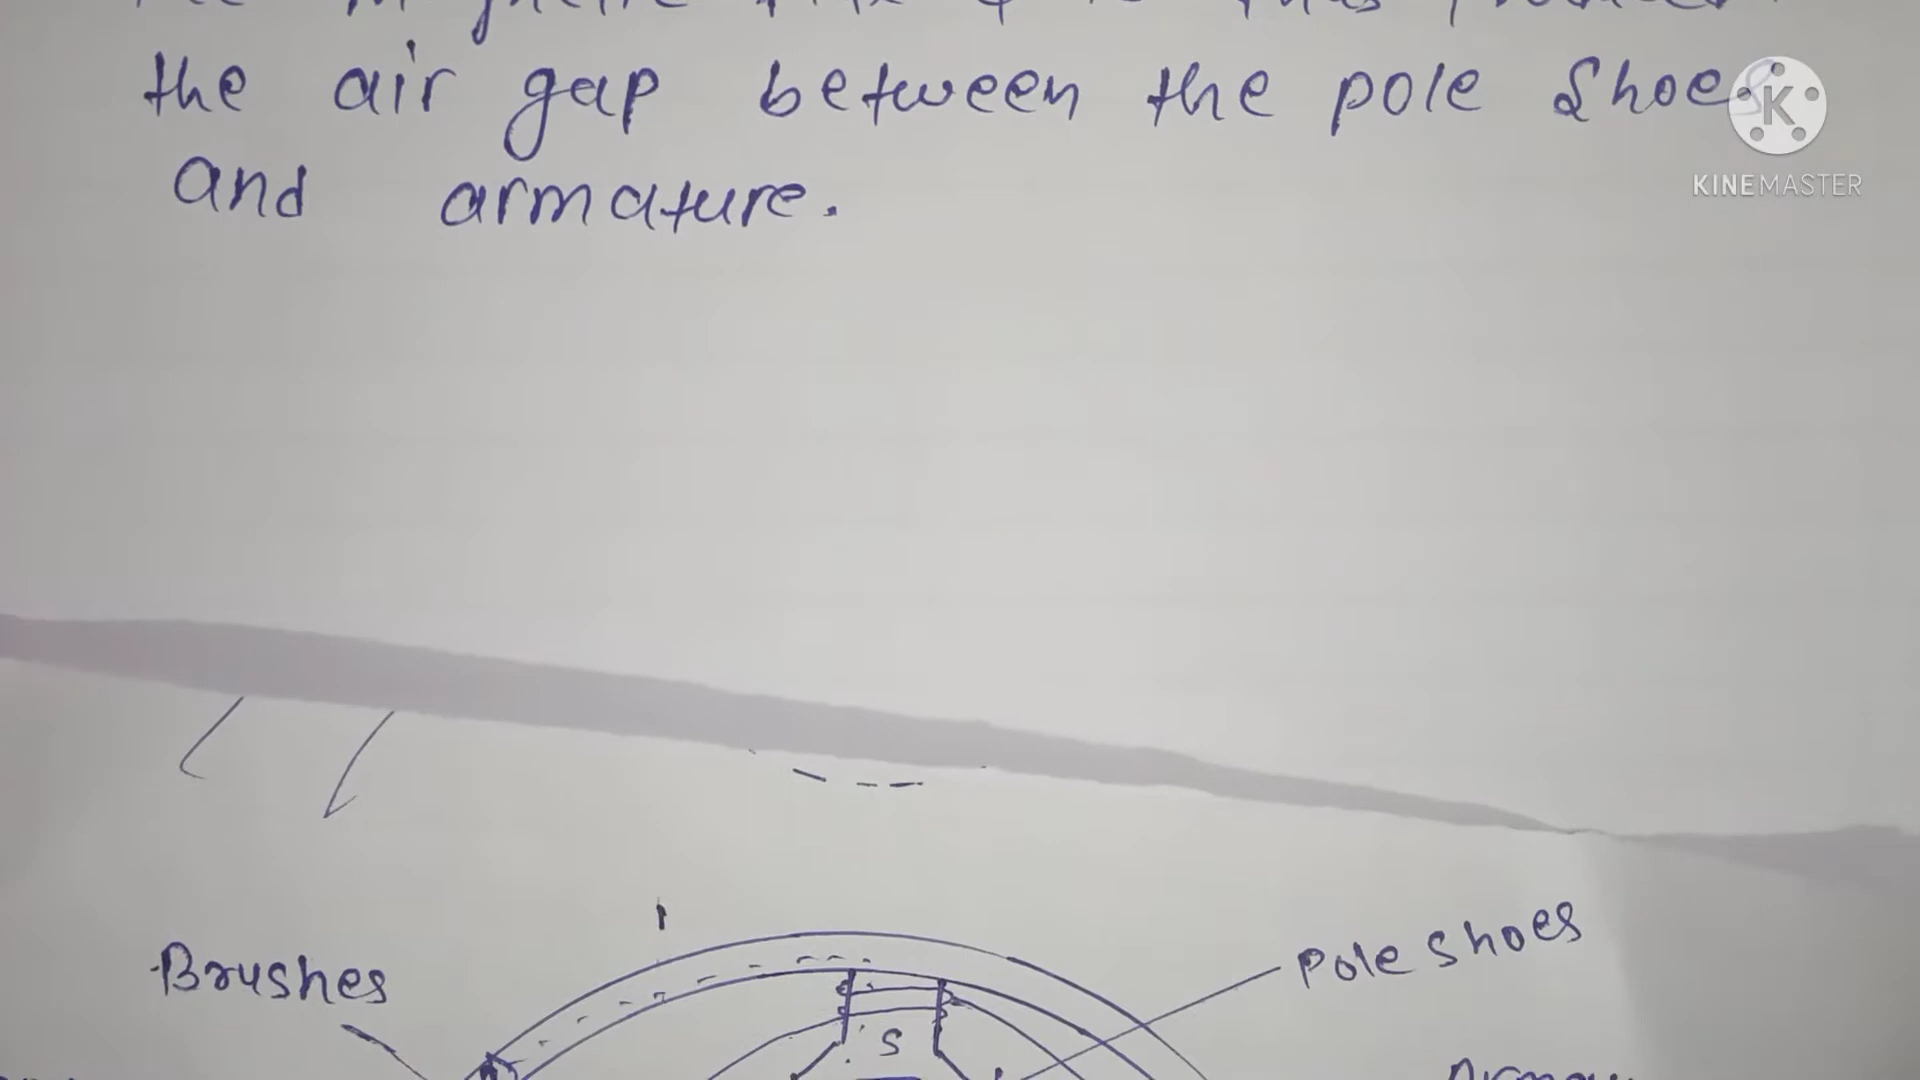 the air gap between the pole shoes
and armature.
KINEMASTER
Brushes
Pole shoes
S